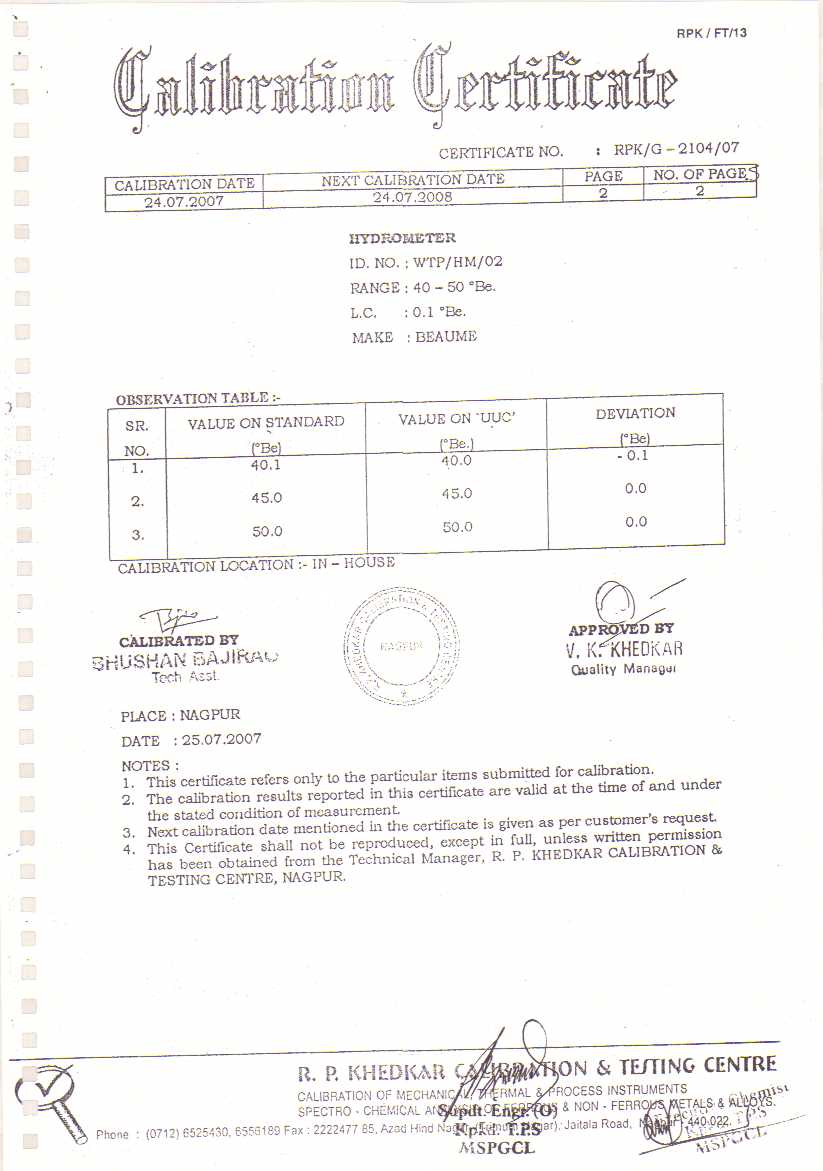 RPK / FT/13
Calibration Certificate
CERTIFICATE NO. : RPK/G – 2104/07
CALIBRATION DATE NEXT CALIBRATION DATE PAGE NO. OF PAGES
24.07.2007 24.07.2008 2 2
HYDROMETER
ID. NO. : WTP/HM/02
RANGE : 40 – 50 °Be.
L.C. : 0.1 °Be.
MAKE : BEAUME
OBSERVATION TABLE :-
SR. NO. VALUE ON STANDARD (°Be) VALUE ON 'UUC' (°Be.) DEVIATION (°Be)
1. 40.1 40.0 - 0.1
2. 45.0 45.0 0.0
3. 50.0 50.0 0.0
CALIBRATION LOCATION :- IN – HOUSE
CALIBRATED BY
BHUSHAN BAJIRAO
Tech Asst.
NAGPUR
APPROVED BY
V. K. KHEDKAR
Quality Manager
PLACE : NAGPUR
DATE : 25.07.2007
NOTES :
1. This certificate refers only to the particular items submitted for calibration.
2. The calibration results reported in this certificate are valid at the time of and under
the stated condition of measurement.
3. Next calibration date mentioned in the certificate is given as per customer's request.
4. This Certificate shall not be reproduced, except in full, unless written permission
has been obtained from the Technical Manager, R. P. KHEDKAR CALIBRATION &
TESTING CENTRE, NAGPUR.
R. P. KHEDKAR CALIBRATION & TESTING CENTRE
CALIBRATION OF MECHANICAL, THERMAL & PROCESS INSTRUMENTS
SPECTRO - CHEMICAL ANALYSIS OF FERROUS & NON - FERROUS METALS & ALLOYS.
Phone : (0712) 6525430, 6556189 Fax : 2222477 85, Azad Hind Nagar, Jaitala Road, Nagpur - 440 022.
Supdt. Engr. (O)
Kpkd. T.P.S
MSPGCL
Chemist
TPS
MSPGCL